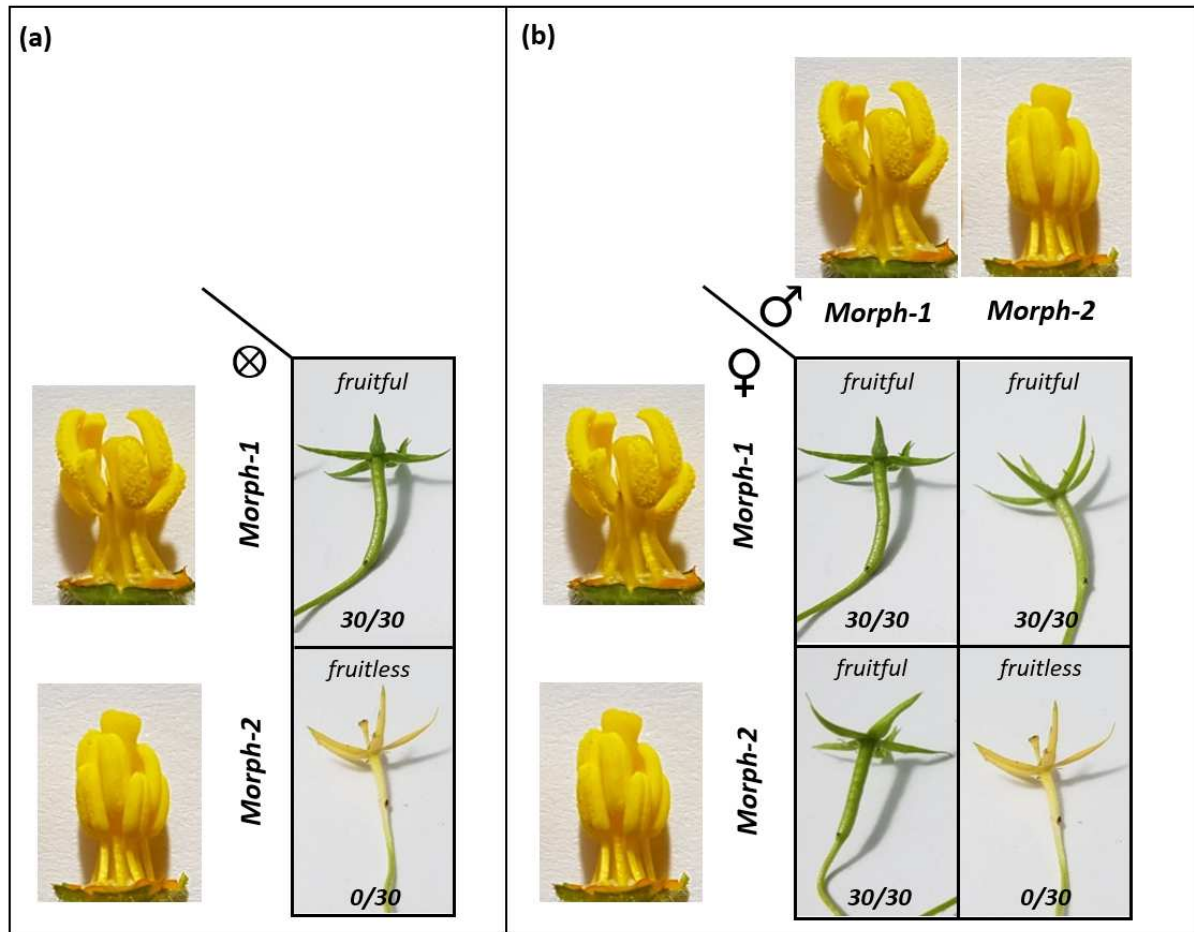 (a)
⊗
Morph-1
fruitful
30/30
Morph-2
fruitless
0/30
(b)
♂
Morph-1
Morph-2
♀
Morph-1
fruitful
30/30
fruitful
30/30
Morph-2
fruitful
30/30
fruitless
0/30